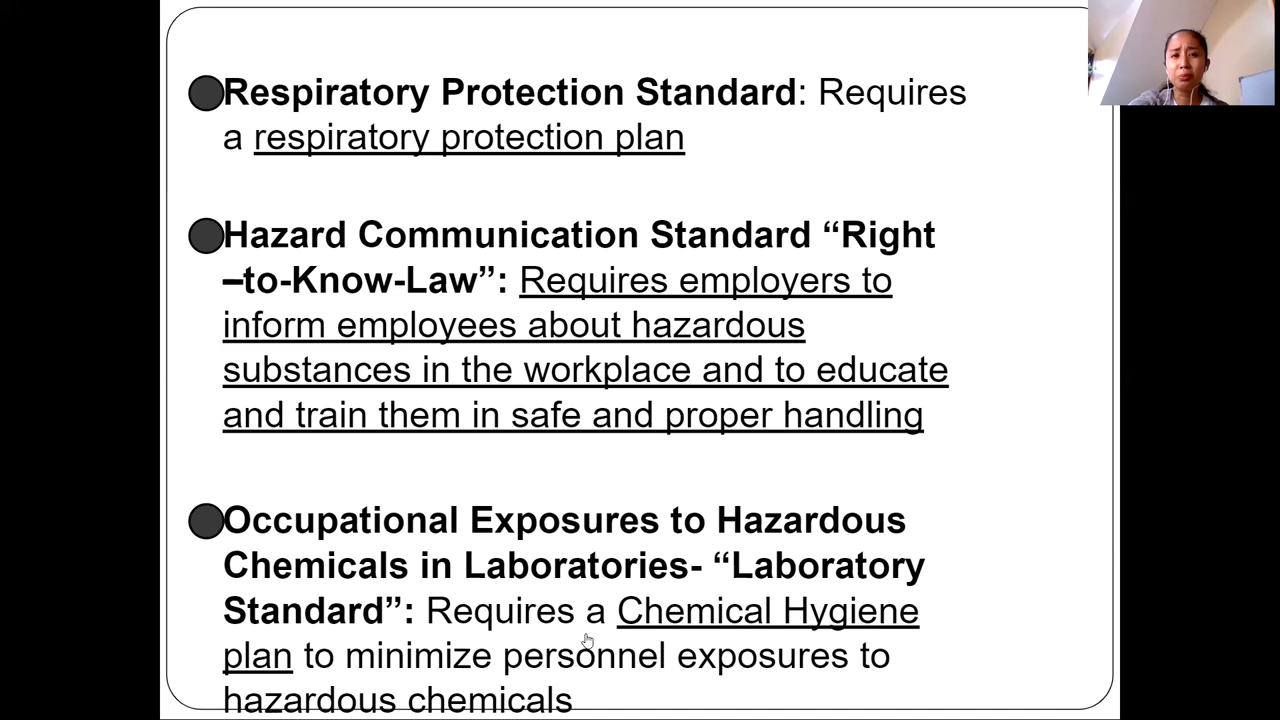 Respiratory Protection Standard: Requires
a respiratory protection plan
Hazard Communication Standard “Right
–to-Know-Law”: Requires employers to
inform employees about hazardous
substances in the workplace and to educate
and train them in safe and proper handling
Occupational Exposures to Hazardous
Chemicals in Laboratories- “Laboratory
Standard”: Requires a Chemical Hygiene
plan to minimize personnel exposures to
hazardous chemicals